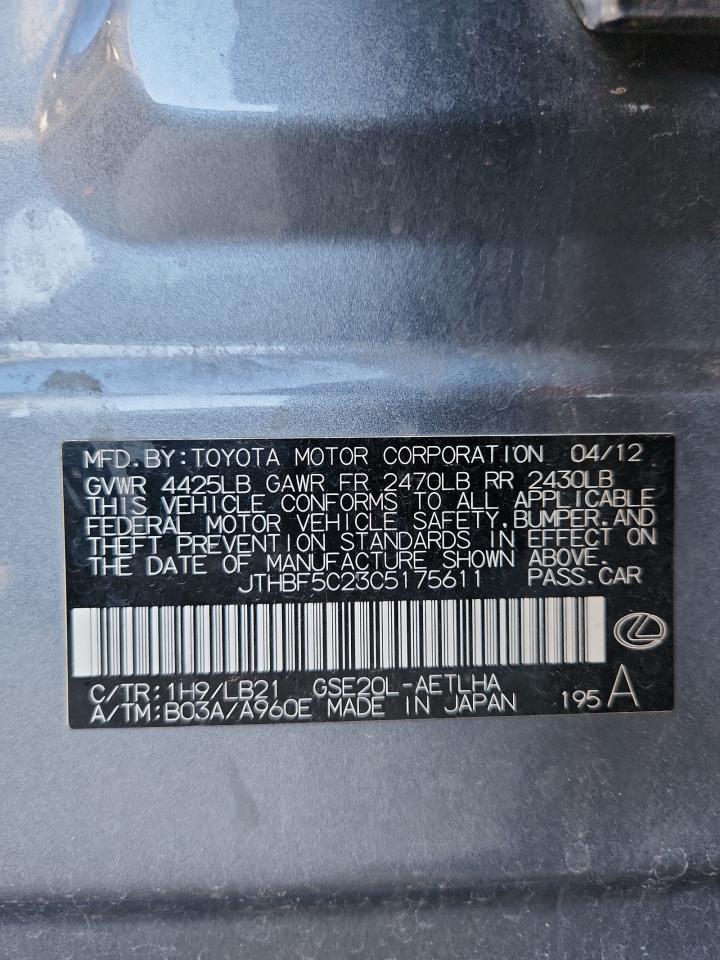 MFD.BY:TOYOTA MOTOR CORPORATION 04/12
GVWR 4425LB GAWR FR 2470LB RR 2430LB
THIS VEHICLE CONFORMS TO ALL APPLICABLE
FEDERAL MOTOR VEHICLE SAFETY,BUMPER,AND
THEFT PREVENTION STANDARDS IN EFFECT ON
THE DATE OF MANUFACTURE SHOWN ABOVE.
JTHBF5C23C5175611 PASS.CAR
C/TR:1H9/LB21 GSE20L-AETLHA
A/TM:B03A/A960E MADE IN JAPAN 195 A